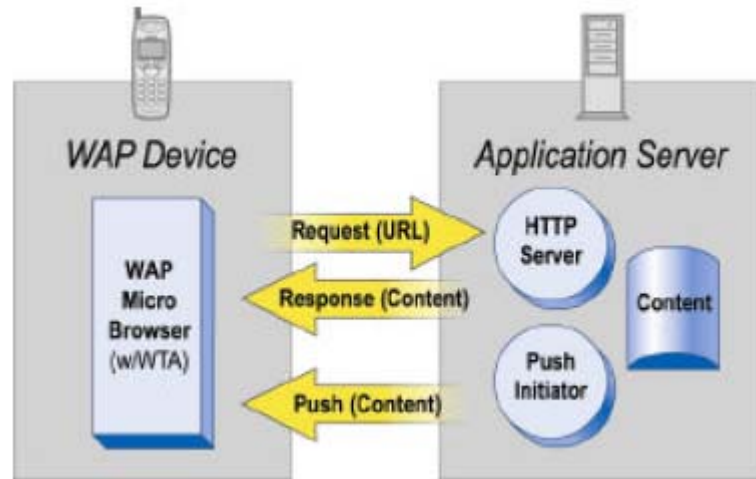 WAP Device
Application Server
WAP
Micro
Browser
(w/WTA)
Request (URL)
Response (Content)
Push (Content)
HTTP
Server
Content
Push
Initiator